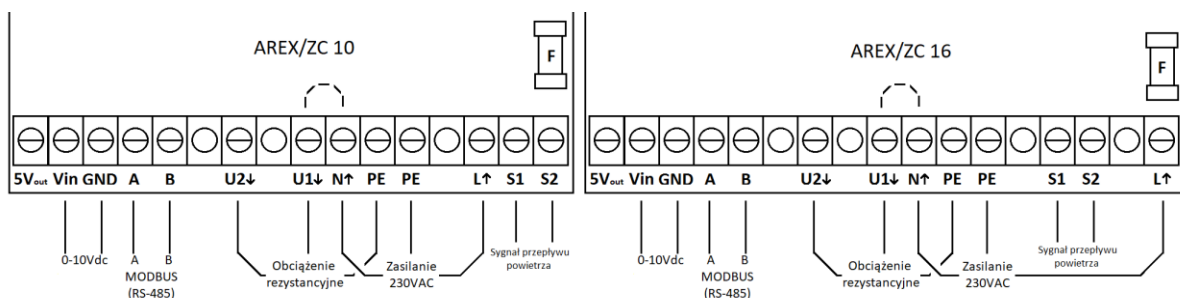 AREX/ZC 10
F
5Vout Vin GND A B U2↓ U1↓ N↑ PE PE L↑ S1 S2
0-10Vdc
A B
MODBUS
(RS-485)
Obciążenie
rezystancyjne
Zasilanie
230VAC
Sygnał przepływu
powietrza
AREX/ZC 16
F
5Vout Vin GND A B U2↓ U1↓ N↑ PE PE S1 S2 L↑
0-10Vdc
A B
MODBUS
(RS-485)
Obciążenie
rezystancyjne
Zasilanie
230VAC
Sygnał przepływu
powietrza